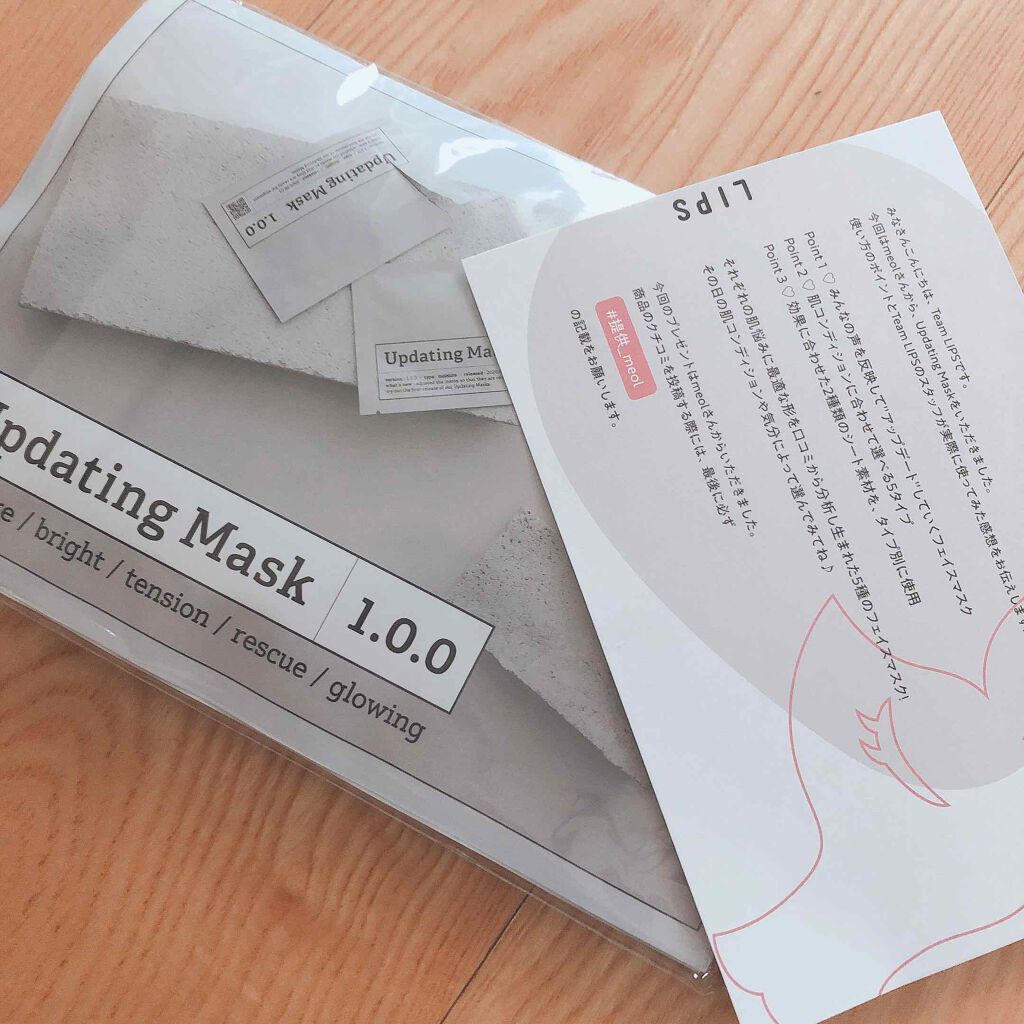 Updating Mask 1.0.0
Updating Mask
pdating Mask 1.0.0
re / bright / tension / rescue / glowing
LIPS
みなさんこんにちは、Team LIPSです。
今回はmeolさんから、Updating Maskをいただきました。
使い方のポイントとTeam LIPSのスタッフが実際に使ってみた感想をお伝えします
Point 1 ♡ みんなの声を反映して"アップデード"していくフェイスマスク
Point 2 ♡ 肌コンディションに合わせて選べる5タイプ
Point 3 ♡ 効果に合わせた2種類のシート素材を、タイプ別に使用
それぞれの肌悩みに最適な形を口コミから分析し生まれた5種のフェイスマスク!
その日の肌コンディションや気分によって選んでみてね♪
今回のプレゼントはmeolさんからいただきました。
商品のクチコミを投稿する際には、最後に必ず
#提供_meol
の記載をお願いします。